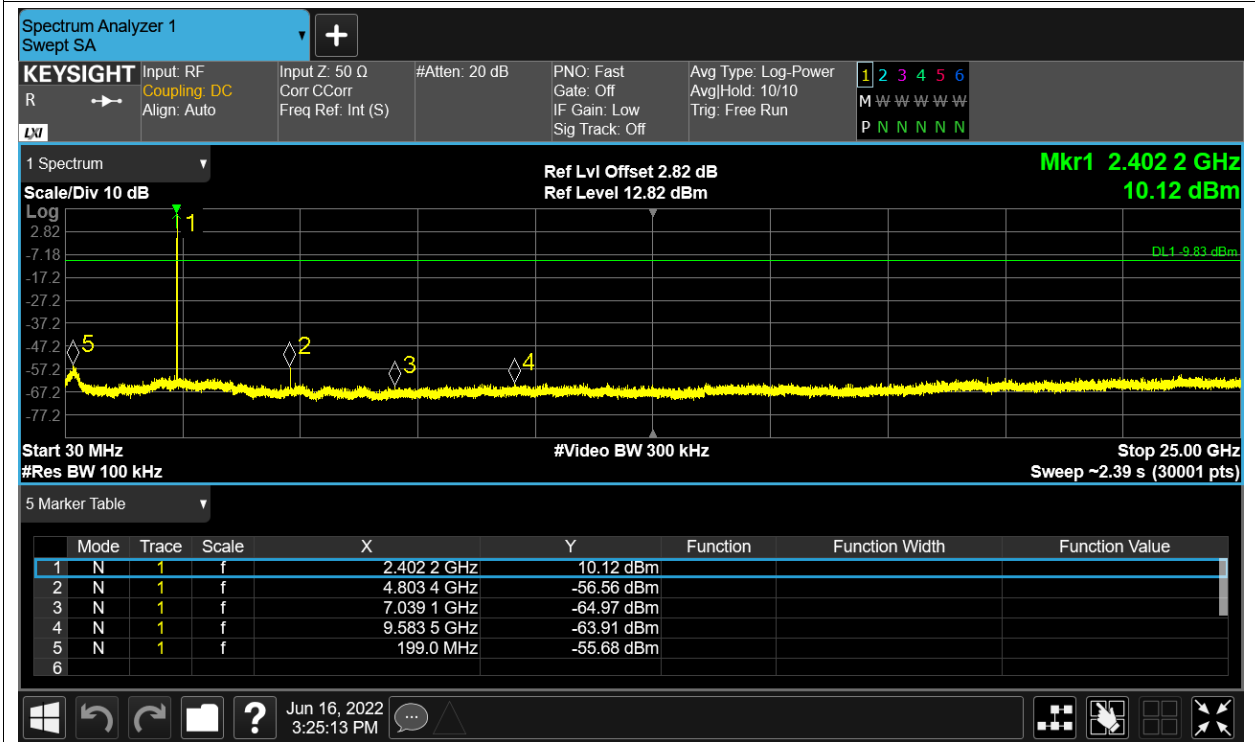 Spectrum Analyzer 1
Swept SA
+
KEYSIGHT Input: RF Input Z: 50 Ω #Atten: 20 dB PNO: Fast Avg Type: Log-Power 1 2 3 4 5 6
R Coupling: DC Corr CCorr Gate: Off Avg|Hold: 10/10 M W W W W W
Align: Auto Freq Ref: Int (S) IF Gain: Low Trig: Free Run
LXI Sig Track: Off P N N N N N
1 Spectrum Ref Lvl Offset 2.82 dB Mkr1 2.402 2 GHz
Scale/Div 10 dB Ref Level 12.82 dBm 10.12 dBm
Log
1
2.82
-7.18 DL1 -9.83 dBm
-17.2
-27.2
-37.2
-47.2 5 2
-57.2 3 4
-67.2
-77.2
Start 30 MHz #Video BW 300 kHz Stop 25.00 GHz
#Res BW 100 kHz Sweep ~2.39 s (30001 pts)
5 Marker Table
Mode Trace Scale X Y Function Function Width Function Value
1 N 1 f 2.402 2 GHz 10.12 dBm
2 N 1 f 4.803 4 GHz -56.56 dBm
3 N 1 f 7.039 1 GHz -64.97 dBm
4 N 1 f 9.583 5 GHz -63.91 dBm
5 N 1 f 199.0 MHz -55.68 dBm
6
? Jun 16, 2022
3:25:13 PM